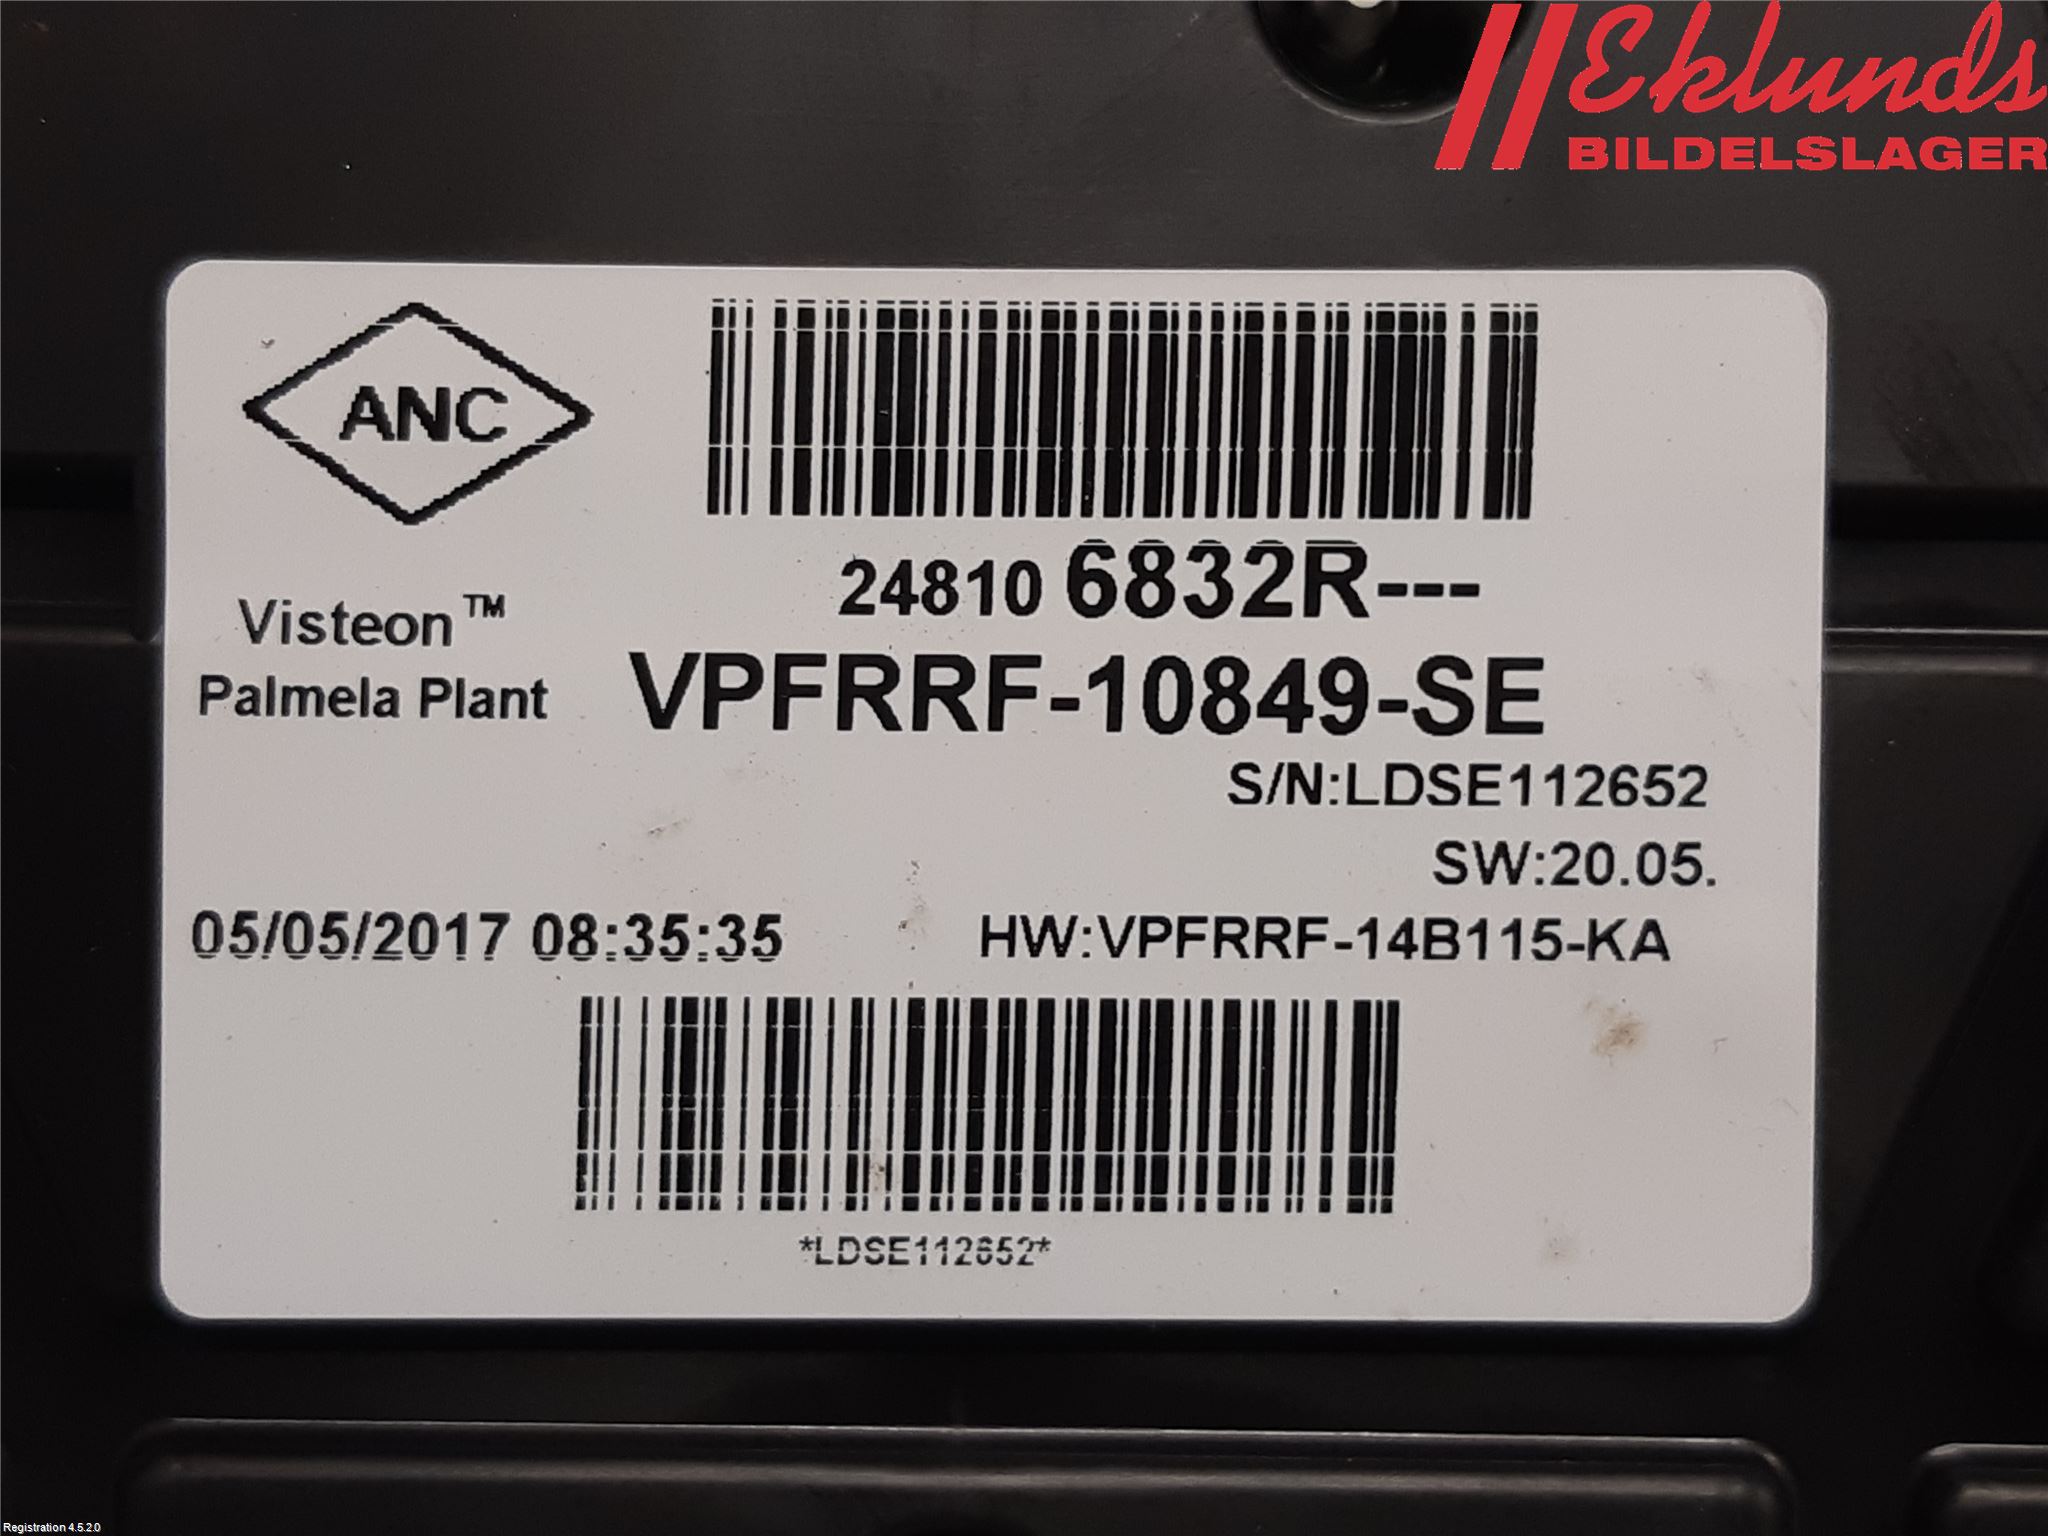 Eklunds
BILDELSLAGER
ANC
24810 6832R---
Visteon™
Palmela Plant
VPFRRF-10849-SE
S/N:LDSE112652
SW:20.05.
05/05/2017 08:35:35
HW:VPFRRF-14B115-KA
*LDSE112652*
Registration 4.5.2.0